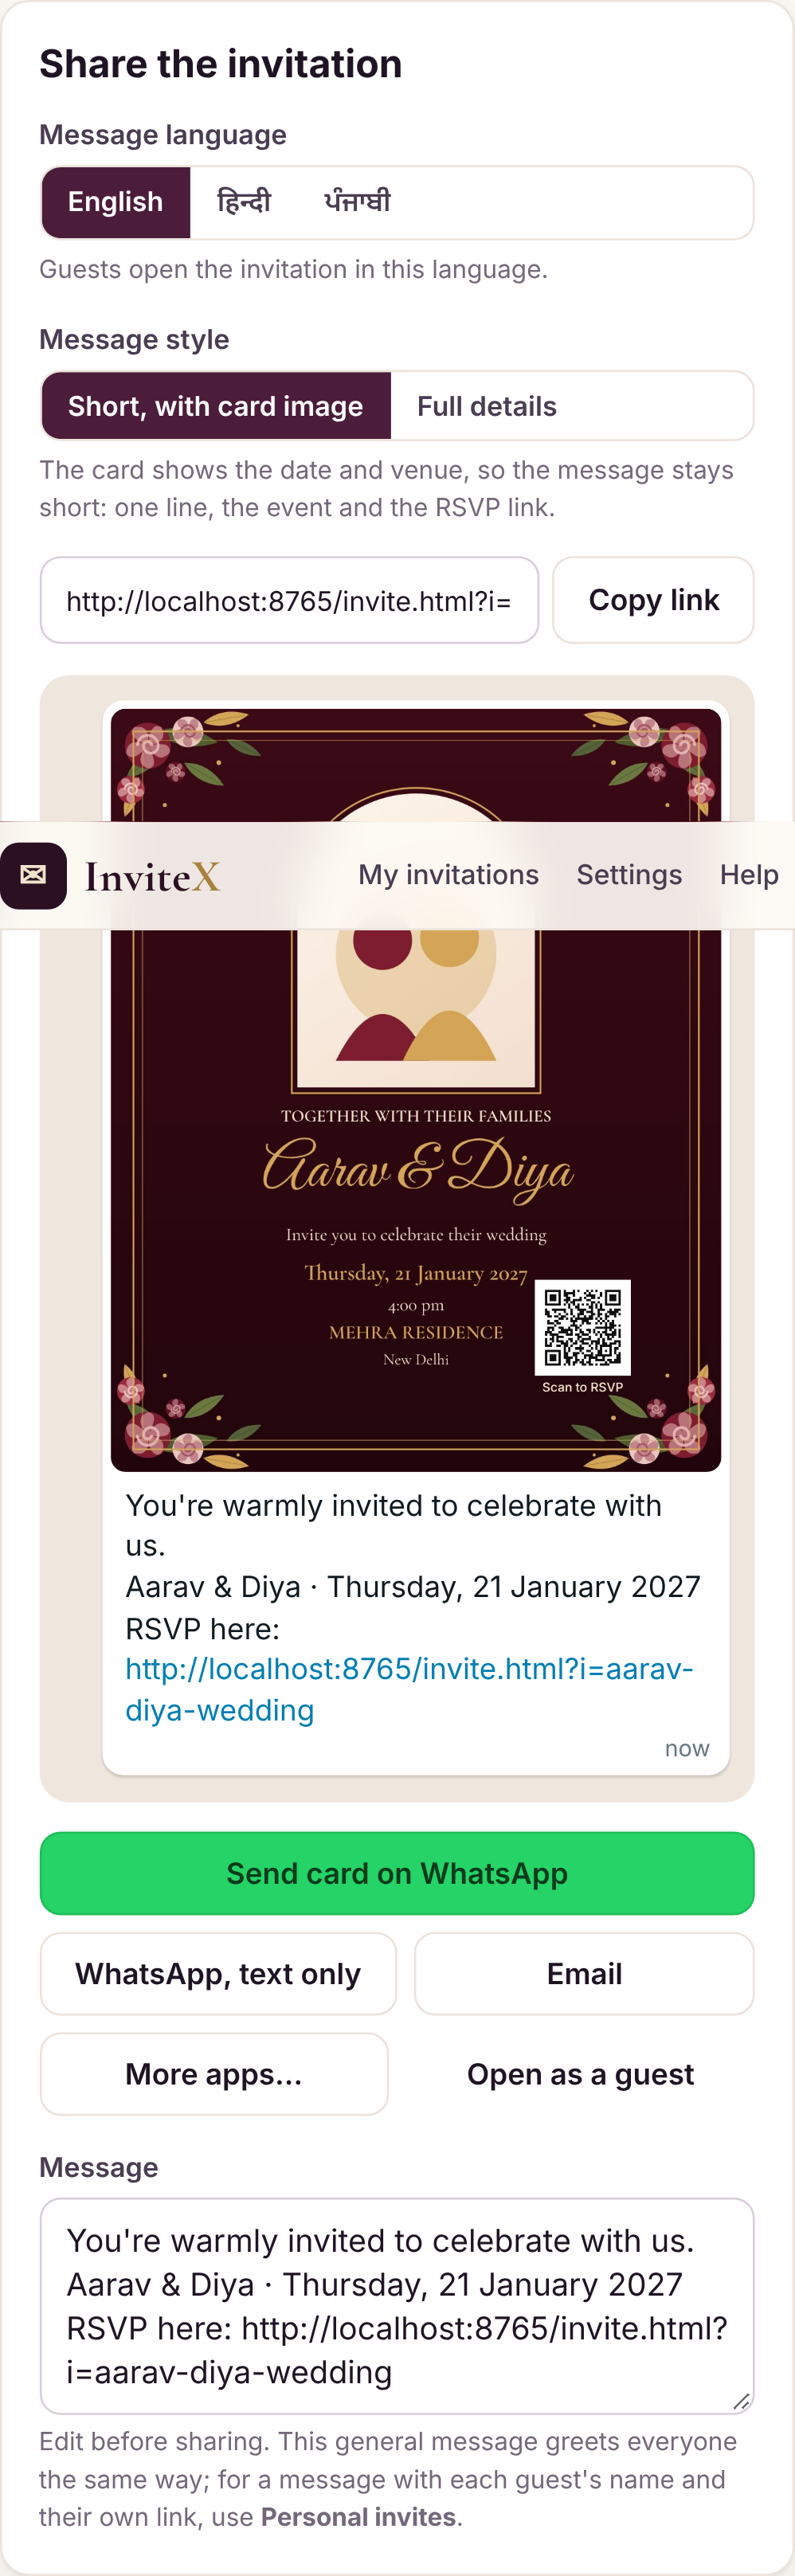 Share the invitation
Message language
English हिन्दी ਪੰਜਾਬੀ
Guests open the invitation in this language.
Message style
Short, with card image Full details
The card shows the date and venue, so the message stays
short: one line, the event and the RSVP link.
http://localhost:8765/invite.html?i= Copy link
InviteX My invitations Settings Help
TOGETHER WITH THEIR FAMILIES
Aarav & Diya
Invite you to celebrate their wedding
Thursday, 21 January 2027
4:00 pm
MEHRA RESIDENCE
New Delhi
Scan to RSVP
You're warmly invited to celebrate with
us.
Aarav & Diya · Thursday, 21 January 2027
RSVP here:
http://localhost:8765/invite.html?i=aarav-
diya-wedding
now
Send card on WhatsApp
WhatsApp, text only Email
More apps... Open as a guest
Message
You're warmly invited to celebrate with us.
Aarav & Diya · Thursday, 21 January 2027
RSVP here: http://localhost:8765/invite.html?
i=aarav-diya-wedding
Edit before sharing. This general message greets everyone
the same way; for a message with each guest's name and
their own link, use Personal invites.